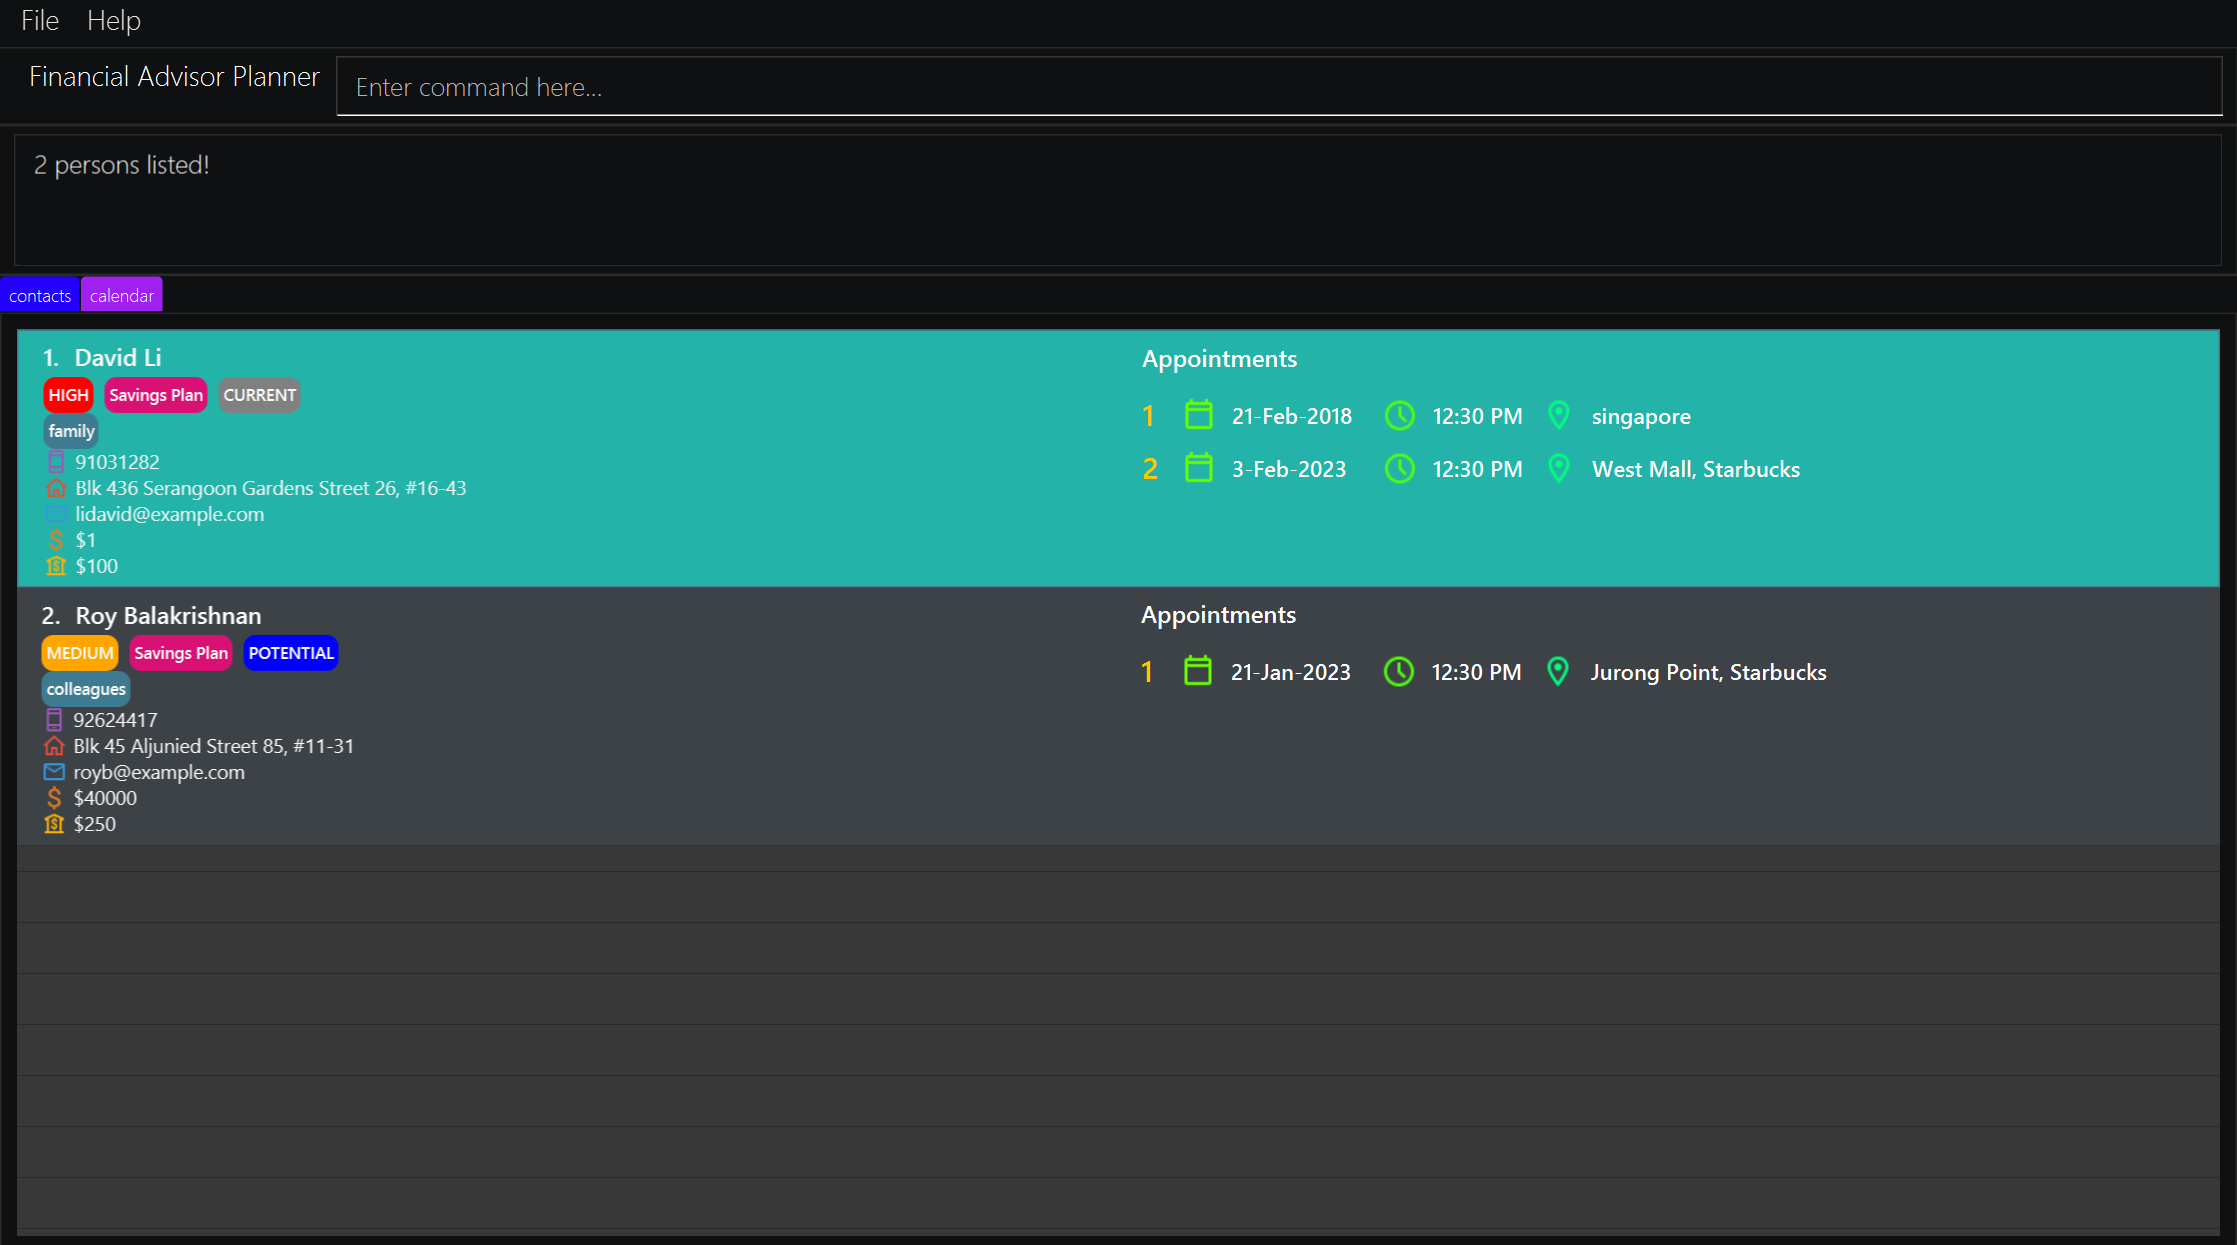 File Help
Financial Advisor Planner Enter command here...
2 persons listed!
contacts calendar
1. David Li
HIGH Savings Plan CURRENT
family
91031282
Blk 436 Serangoon Gardens Street 26, #16-43
lidavid@example.com
$1
$100
Appointments
1 21-Feb-2018 12:30 PM singapore
2 3-Feb-2023 12:30 PM West Mall, Starbucks
2. Roy Balakrishnan
MEDIUM Savings Plan POTENTIAL
colleagues
92624417
Blk 45 Aljunied Street 85, #11-31
royb@example.com
$40000
$250
Appointments
1 21-Jan-2023 12:30 PM Jurong Point, Starbucks